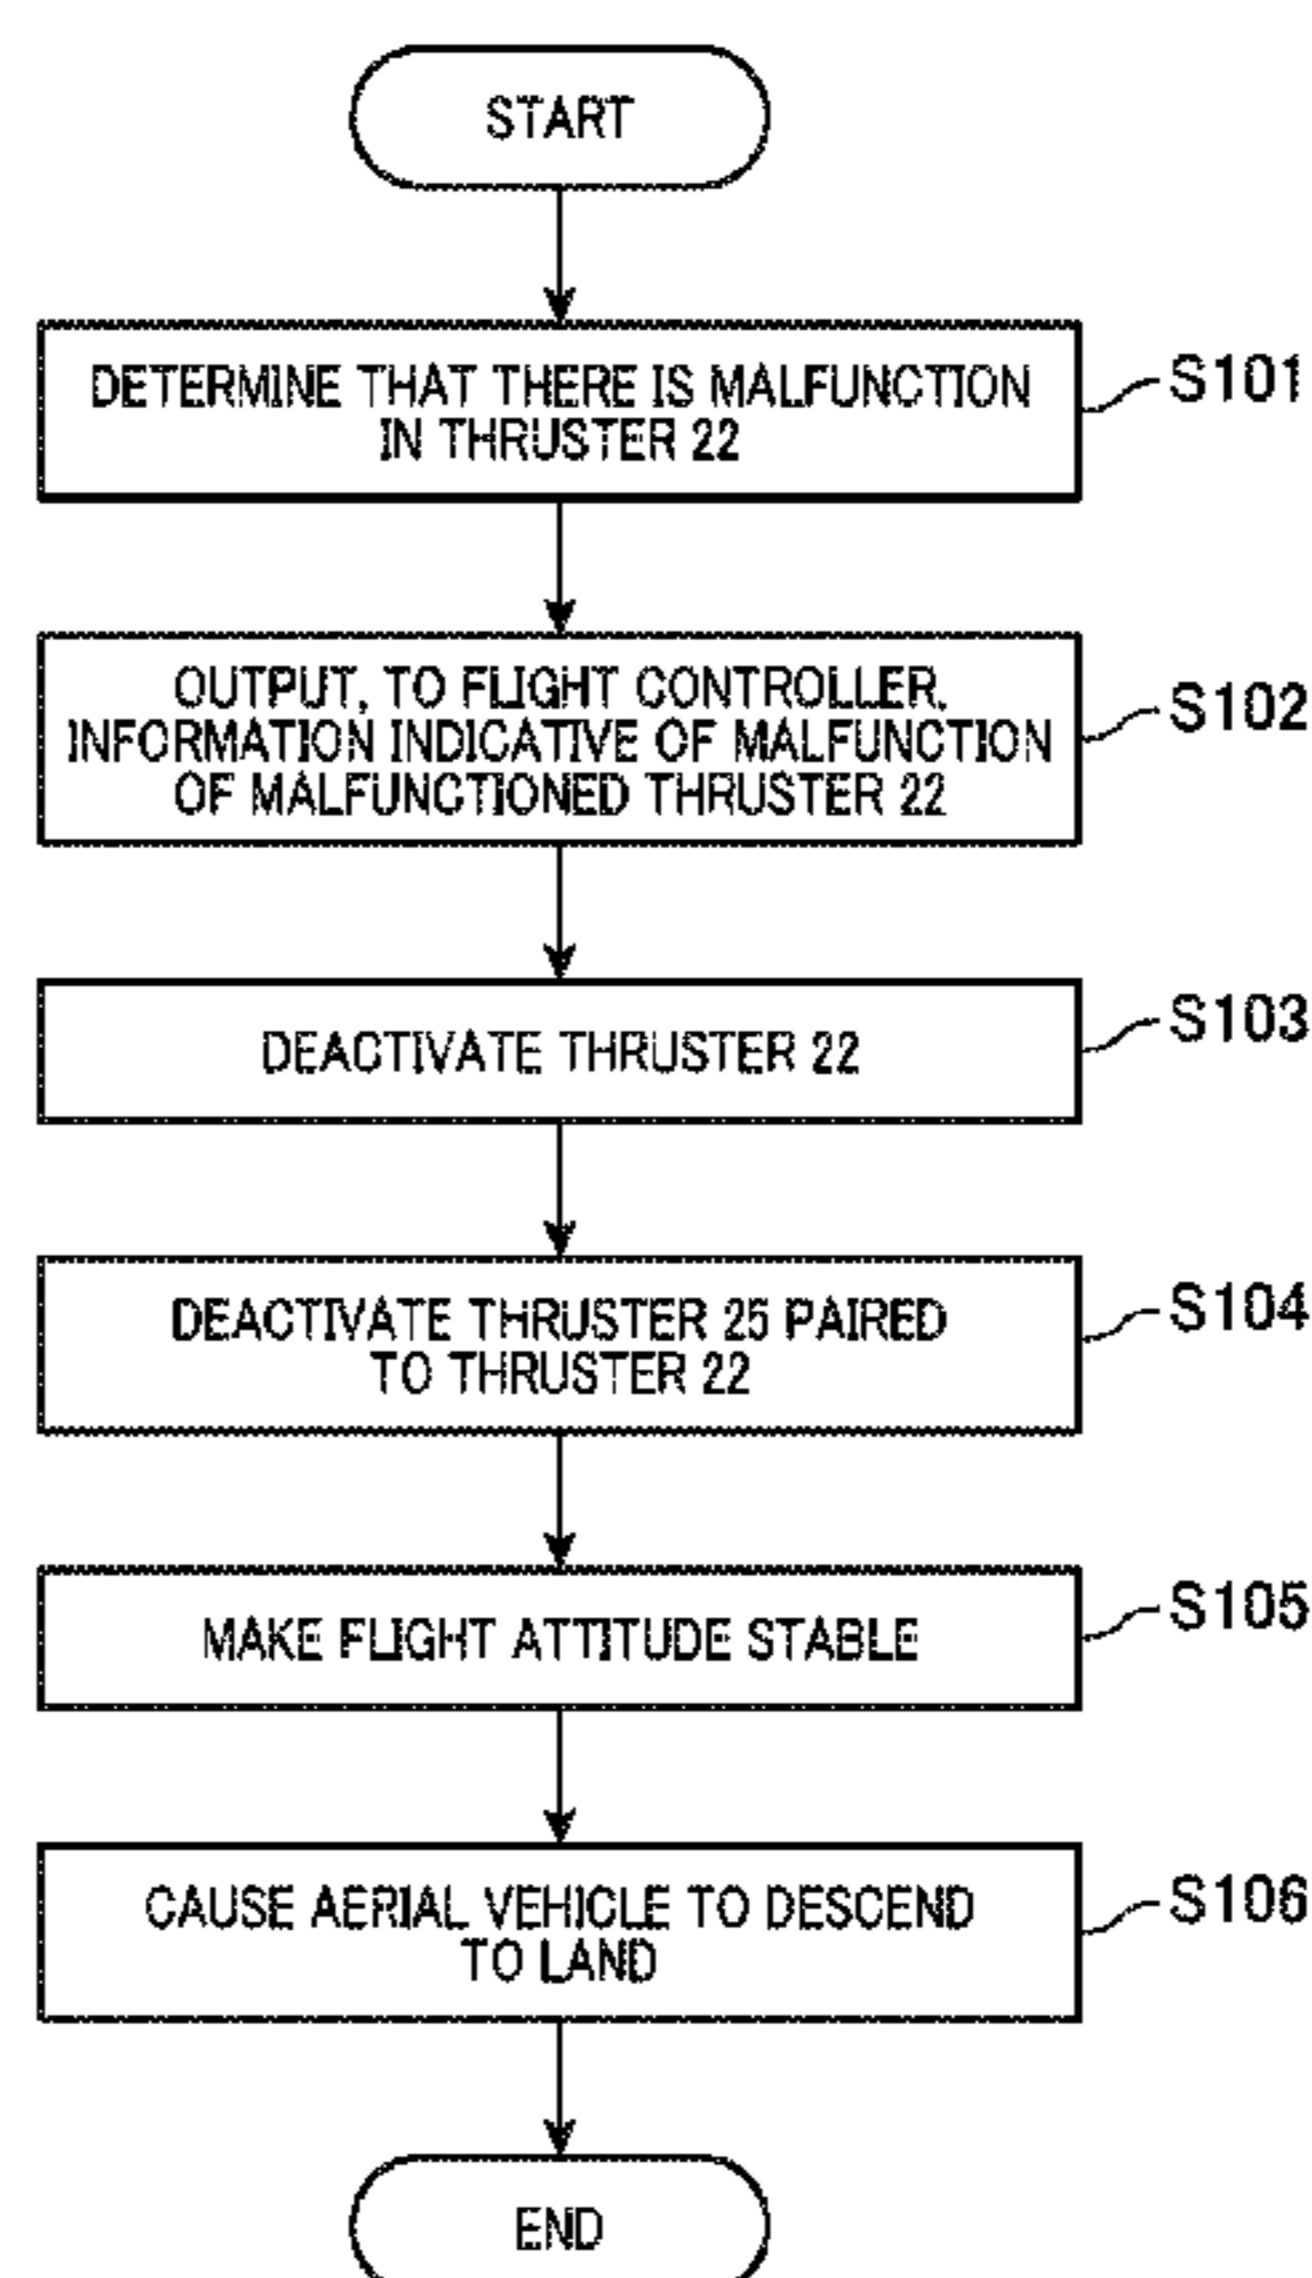 START
DETERMINE THAT THERE IS MALFUNCTION
IN THRUSTER 22
S101
OUTPUT, TO FLIGHT CONTROLLER,
INFORMATION INDICATIVE OF MALFUNCTION
OF MALFUNCTIONED THRUSTER 22
S102
DEACTIVATE THRUSTER 22
S103
DEACTIVATE THRUSTER 25 PAIRED
TO THRUSTER 22
S104
MAKE FLIGHT ATTITUDE STABLE
S105
CAUSE AERIAL VEHICLE TO DESCEND
TO LAND
S106
END